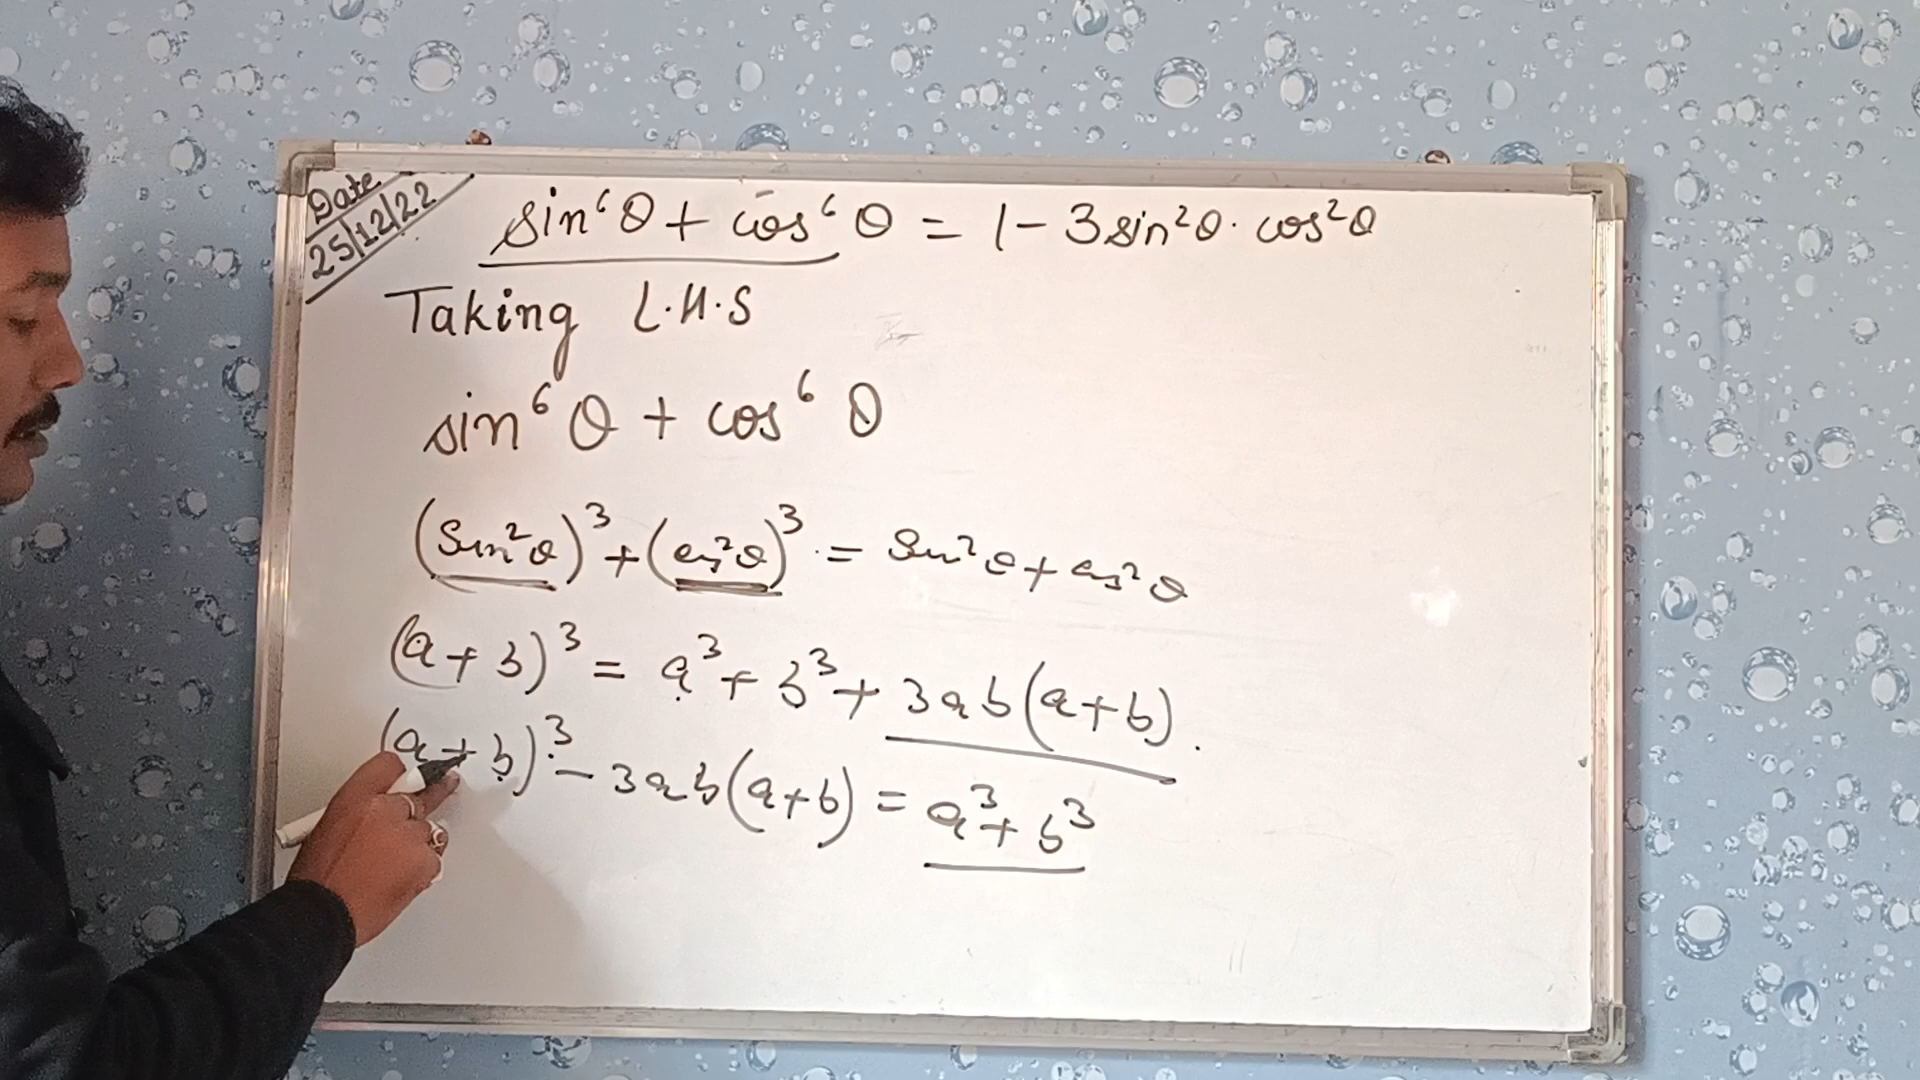 Date
25/12/22
sin⁶θ + cos⁶θ = 1 - 3sin²θ · cos²θ
Taking L.H.S
sin⁶θ + cos⁶θ
(sin²θ)³ + (cos²θ)³ = sin²θ + cos²θ
(a + b)³ = a³ + b³ + 3ab(a+b).
(a + b)³ - 3ab(a+b) = a³ + b³